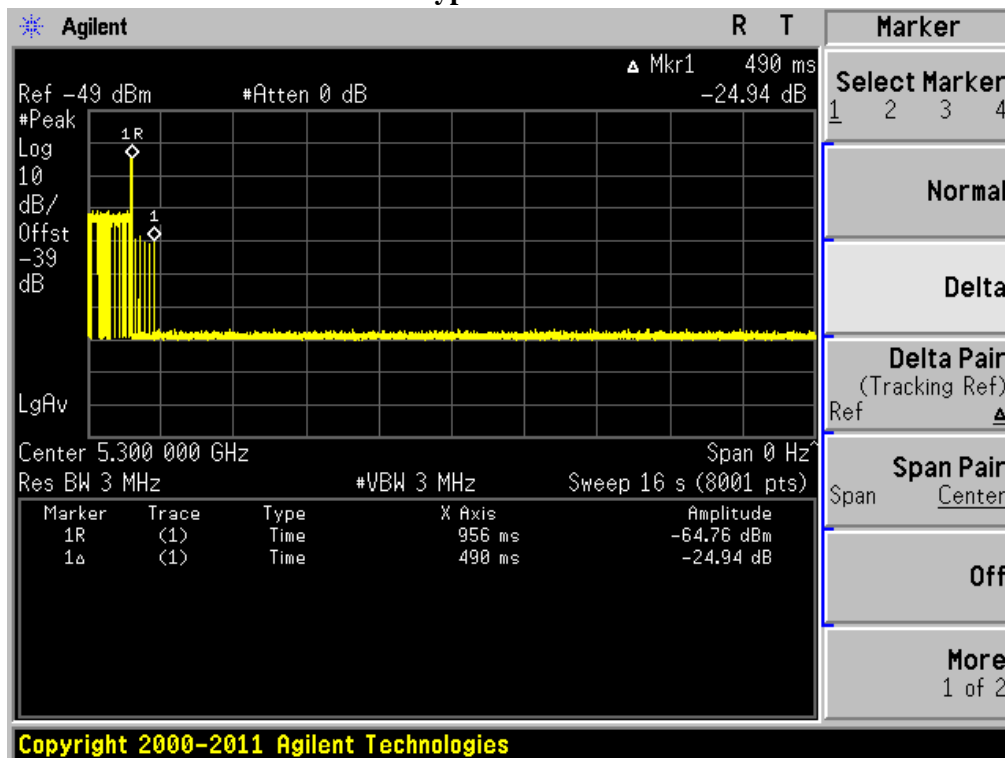 Agilent R T
Marker
Δ Mkr1 490 ms
Ref -49 dBm #Atten 0 dB -24.94 dB
#Peak
Log
10
dB/
Offst
-39
dB
1R
1
LgAv
Center 5.300 000 GHz Span 0 Hz^
Res BW 3 MHz #VBW 3 MHz Sweep 16 s (8001 pts)
Marker Trace Type X Axis Amplitude
1R (1) Time 956 ms -64.76 dBm
1Δ (1) Time 490 ms -24.94 dB
Select Marker
1 2 3 4
Normal
Delta
Delta Pair
(Tracking Ref)
Ref Δ
Span Pair
Span Center
Off
More
1 of 2
Copyright 2000-2011 Agilent Technologies